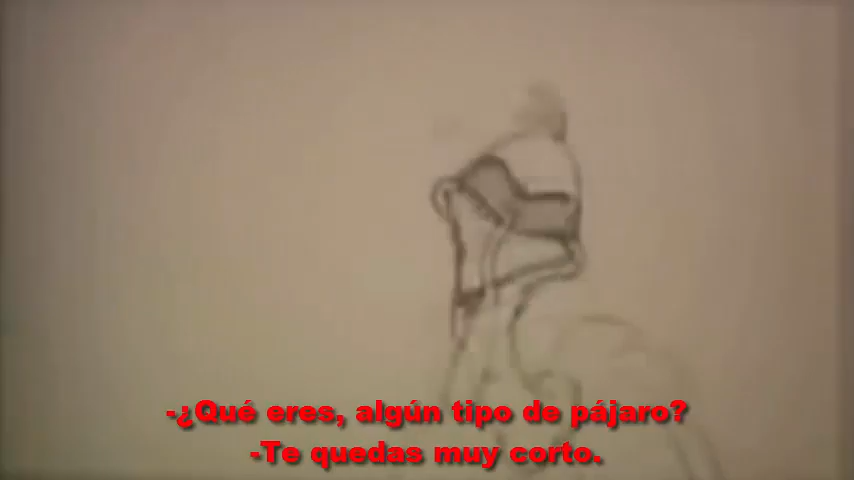 -¿Qué eres, algún tipo de pájaro?
-Te quedas muy corto.